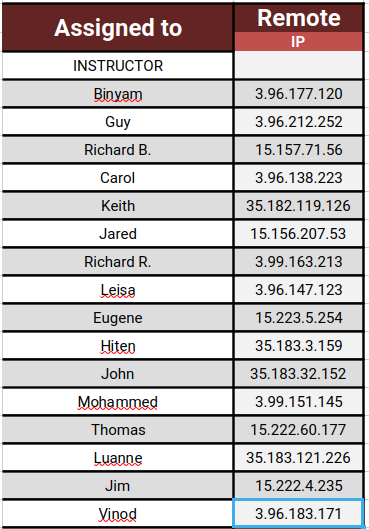 Assigned to Remote
IP
INSTRUCTOR
Binyam 3.96.177.120
Guy 3.96.212.252
Richard B. 15.157.71.56
Carol 3.96.138.223
Keith 35.182.119.126
Jared 15.156.207.53
Richard R. 3.99.163.213
Leisa 3.96.147.123
Eugene 15.223.5.254
Hiten 35.183.3.159
John 35.183.32.152
Mohammed 3.99.151.145
Thomas 15.222.60.177
Luanne 35.183.121.226
Jim 15.222.4.235
Vinod 3.96.183.171